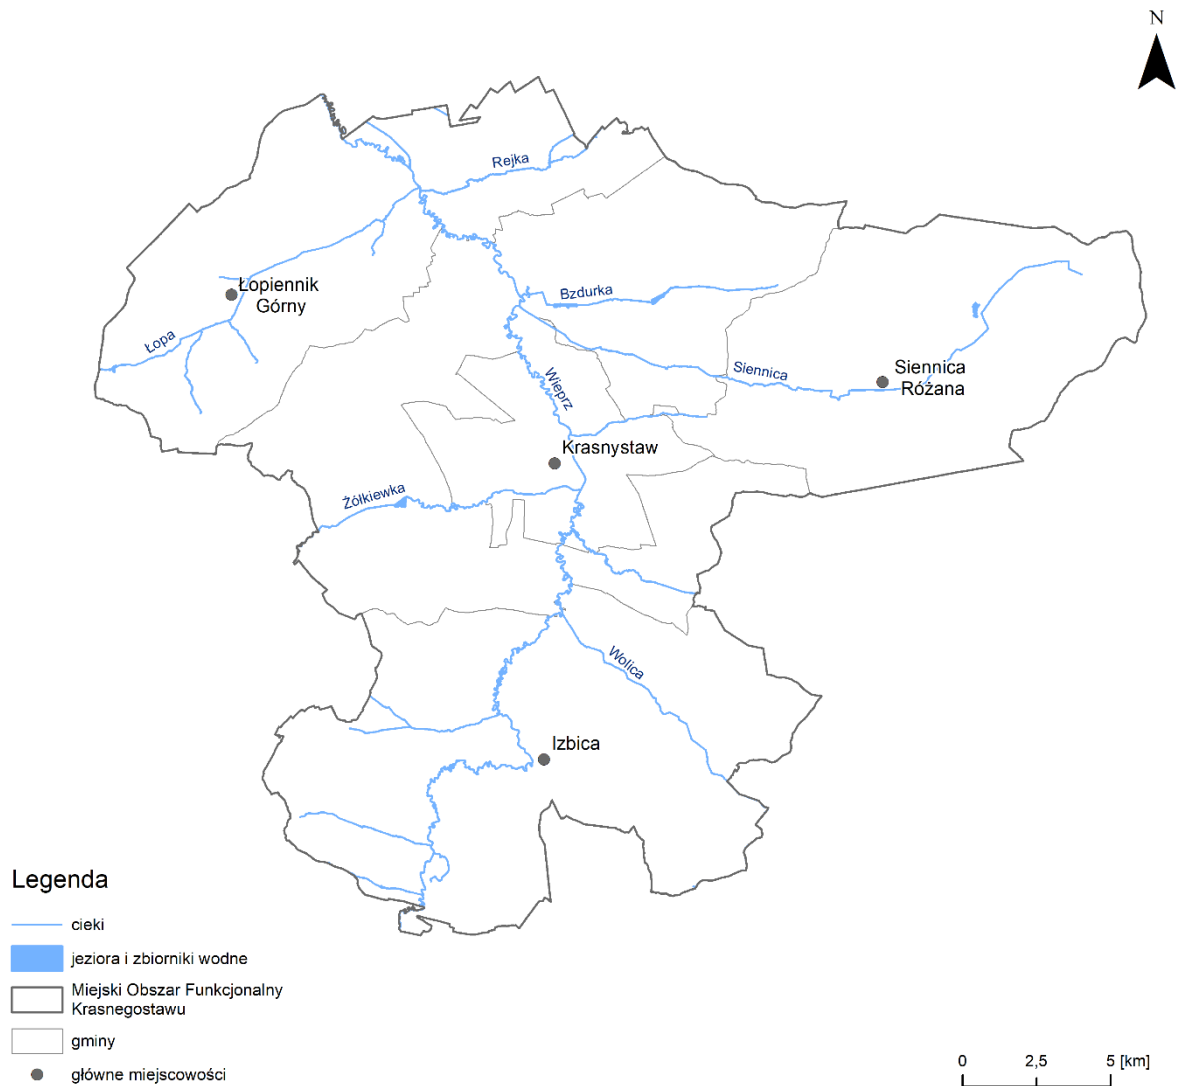 N
Rejka
Łopiennik
Górny
Bzdurka
Łopa
Wieprz
Siennica
Siennica
Różana
Krasnystaw
Żółkiewka
Wolica
Izbica
Legenda
cieki
jeziora i zbiorniki wodne
Miejski Obszar Funkcjonalny
Krasnegostawu
gminy
główne miejscowości
0 2,5 5 [km]